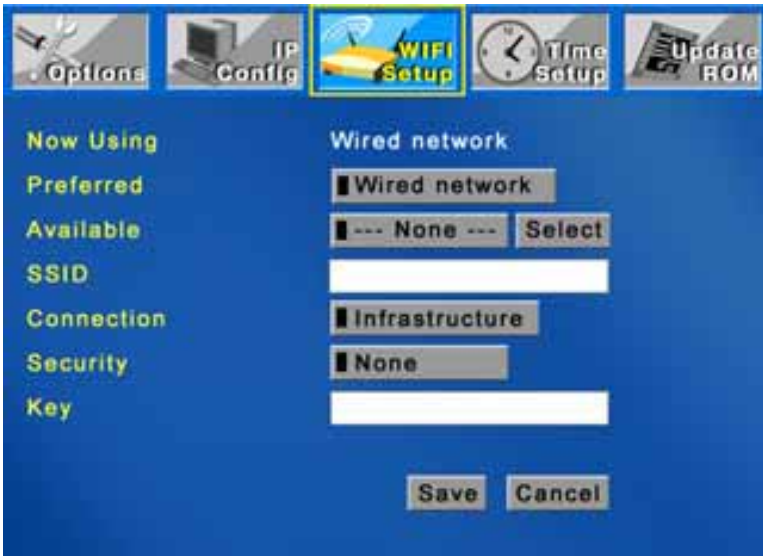 Options
IP Config
WIFI Setup
Time Setup
Update ROM
Now Using Wired network
Preferred Wired network
Available --- None --- Select
SSID
Connection Infrastructure
Security None
Key
Save Cancel